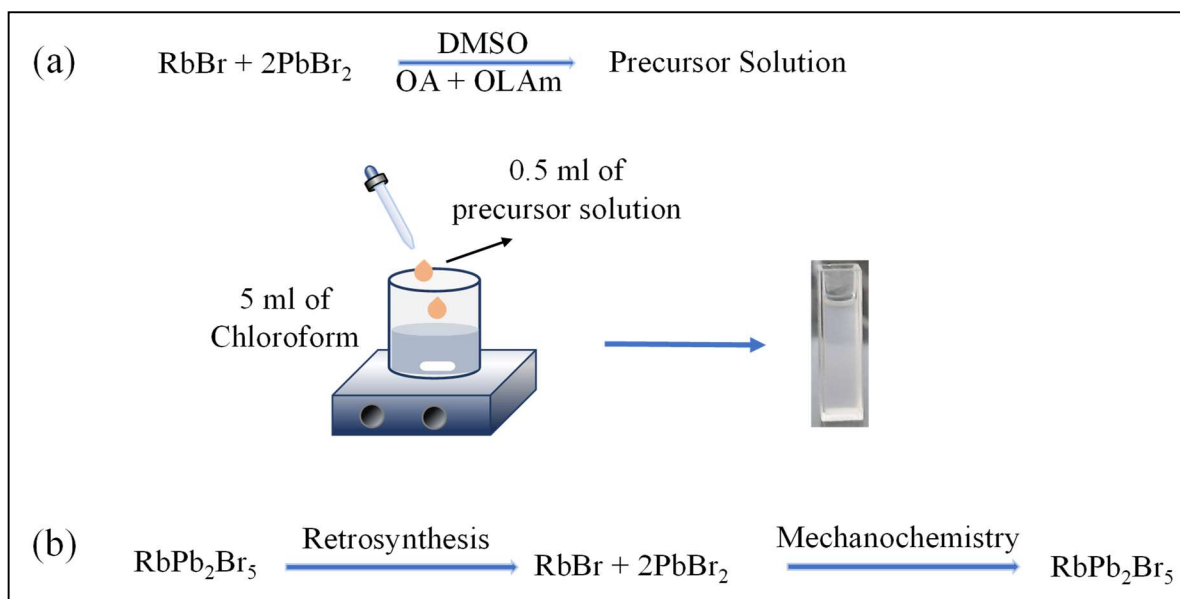 (a)
DMSO
RbBr + 2PbBr₂
Precursor Solution
OA + OLAm
0.5 ml of
precursor solution
5 ml of
Chloroform
(b)
Retrosynthesis
Mechanochemistry
RbPb₂Br₅
RbBr + 2PbBr₂
RbPb₂Br₅